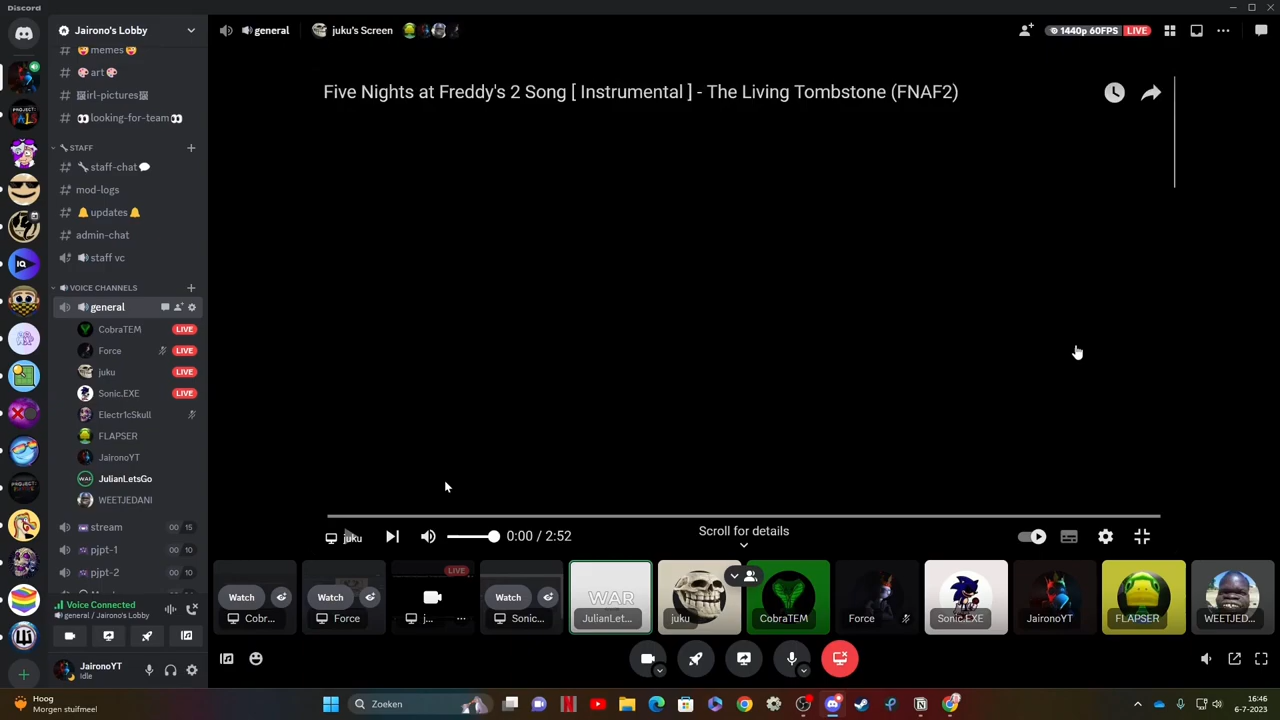 Discord
Jairono's Lobby
memes
art
irl-pictures
looking-for-team
STAFF
staff-chat
mod-logs
updates
admin-chat
staff vc
VOICE CHANNELS
general
CobraTEM LIVE
Force LIVE
juku LIVE
Sonic.EXE LIVE
Electr1cSkull
FLAPSER
JaironoYT
JulianLetsGo
WEETJEDANI
stream 00 15
pjpt-1 00 10
pjpt-2 00 10
Voice Connected
general / Jairono's Lobby
JaironoYT
Idle
general juku's Screen 1440p 60FPS LIVE
Five Nights at Freddy's 2 Song [ Instrumental ] - The Living Tombstone (FNAF2)
juku 0:00 / 2:52 Scroll for details
LIVE
Watch Watch Watch WAR
Cobr... Force j... Sonic... JulianLet... juku CobraTEM Force Sonic.EXE JaironoYT FLAPSER WEETJED...
Hoog
Morgen stuifmeel
Zoeken
16:46
6-7-2023